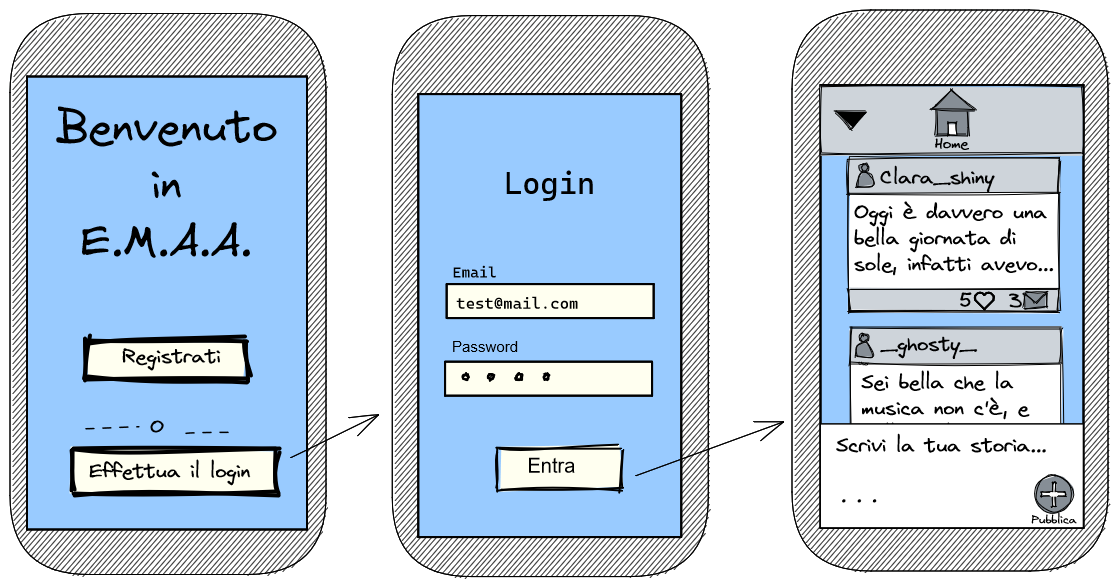 Benvenuto
in
E.M.A.A.
Registrati
o
Effettua il login
Login
Email
test@mail.com
Password
Entra
Home
Clara_shiny
Oggi è davvero una
bella giornata di
sole, infatti avevo...
5 3
_ghosty_
Sei bella che la
musica non c'è, e
Scrivi la tua storia...
...
Pubblica